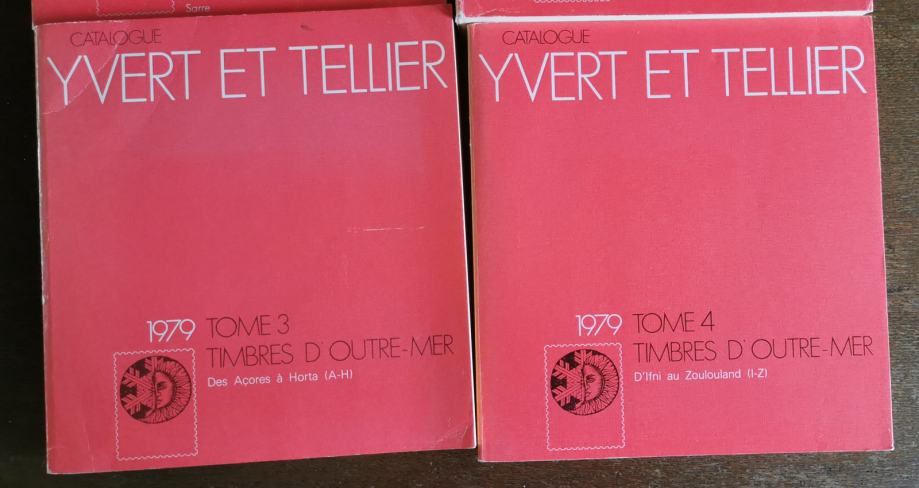 Sarre
CATALOGUE
YVERT ET TELLIER
1979 TOME 3
TIMBRES D'OUTRE-MER
Des Açores à Horta (A-H)
CATALOGUE
YVERT ET TELLIER
1979 TOME 4
TIMBRES D'OUTRE-MER
D'Ifni au Zoulouland (I-Z)